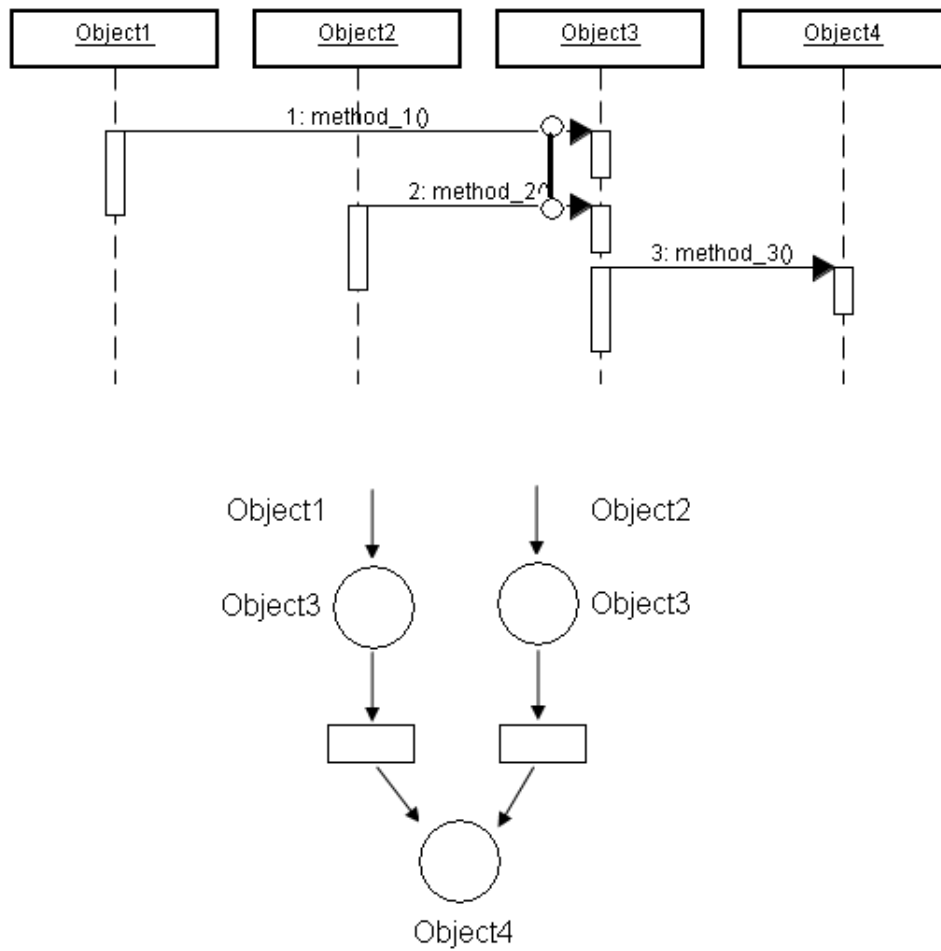 Object1 Object2 Object3 Object4
1: method_1()
2: method_2()
3: method_3()
Object1 Object2
Object3 Object3
Object4